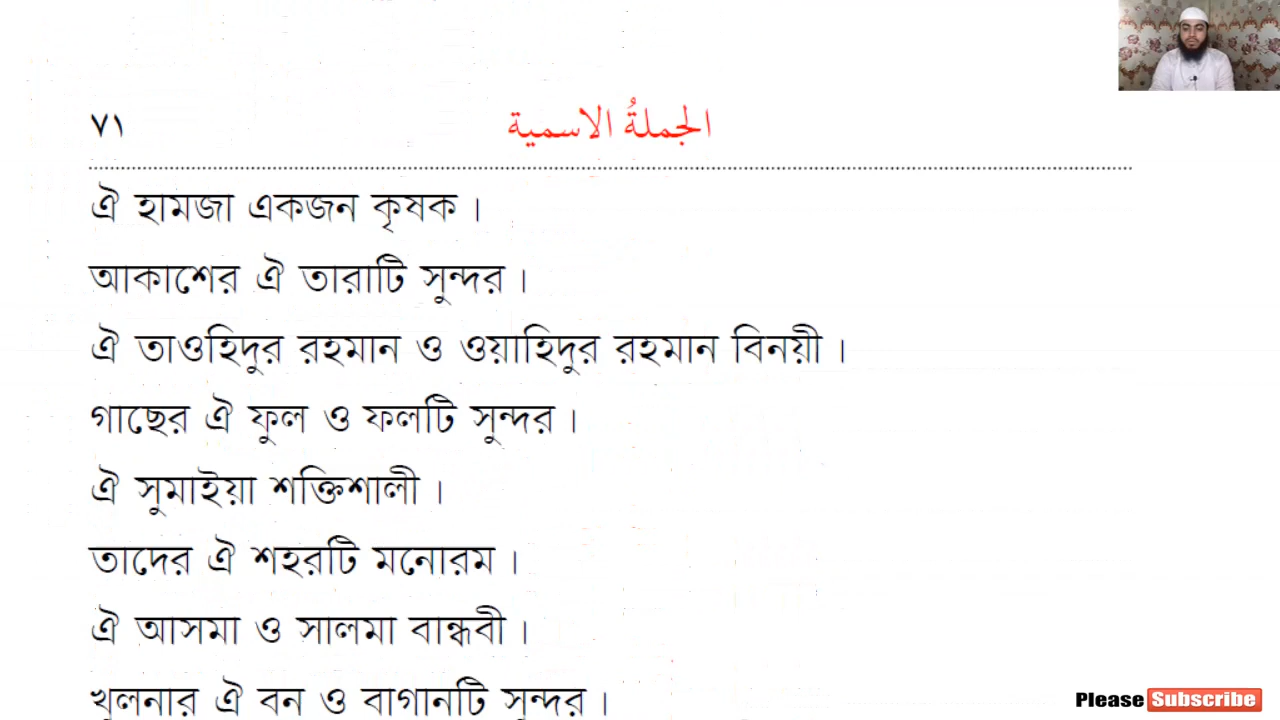 ٧١ الجملةُ الاسمية
ঐ হামজা একজন কৃষক।
আকাশের ঐ তারাটি সুন্দর।
ঐ তাওহিদুর রহমান ও ওয়াহিদুর রহমান বিনয়ী।
গাছের ঐ ফুল ও ফলটি সুন্দর।
ঐ সুমাইয়া শক্তিশালী।
তাদের ঐ শহরটি মনোরম।
ঐ আসমা ও সালমা বান্ধবী।
খুলনার ঐ বন ও বাগানটি সুন্দর।
Please Subscribe